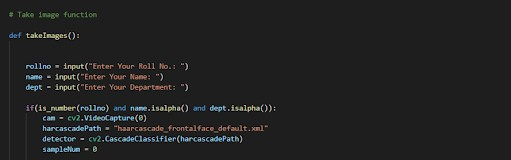 # Take image function
def takeImages():
rollno = input("Enter Your Roll No.: ")
name = input("Enter Your Name: ")
dept = input("Enter Your Department: ")
if(is_number(rollno) and name.isalpha() and dept.isalpha()):
cam = cv2.VideoCapture(0)
harcascadePath = "haarcascade_frontalface_default.xml"
detector = cv2.CascadeClassifier(harcascadePath)
sampleNum = 0